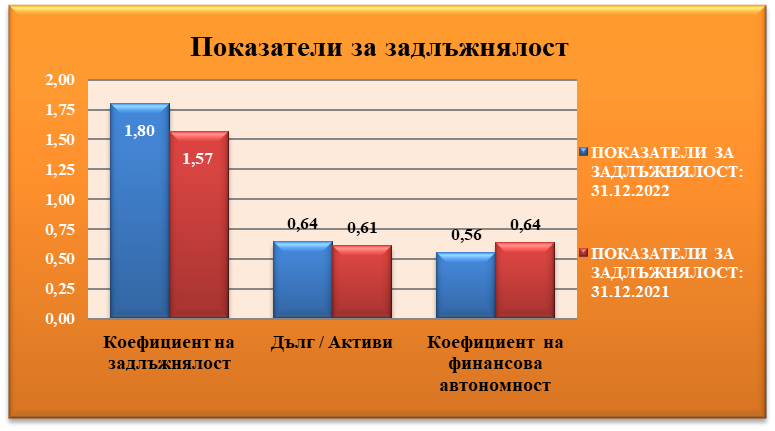 Показатели за задлъжнялост
2,00
1,75
1,50
1,25
1,00
0,75
0,50
0,25
0,00
1,80
1,57
0,64
0,61
0,56
0,64
Коефициент на
задлъжнялост
Дълг / Активи
Коефициент на
финансова
автономност
ПОКАЗАТЕЛИ ЗА
ЗАДЛЪЖНЯЛОСТ:
31.12.2022
ПОКАЗАТЕЛИ ЗА
ЗАДЛЪЖНЯЛОСТ:
31.12.2021